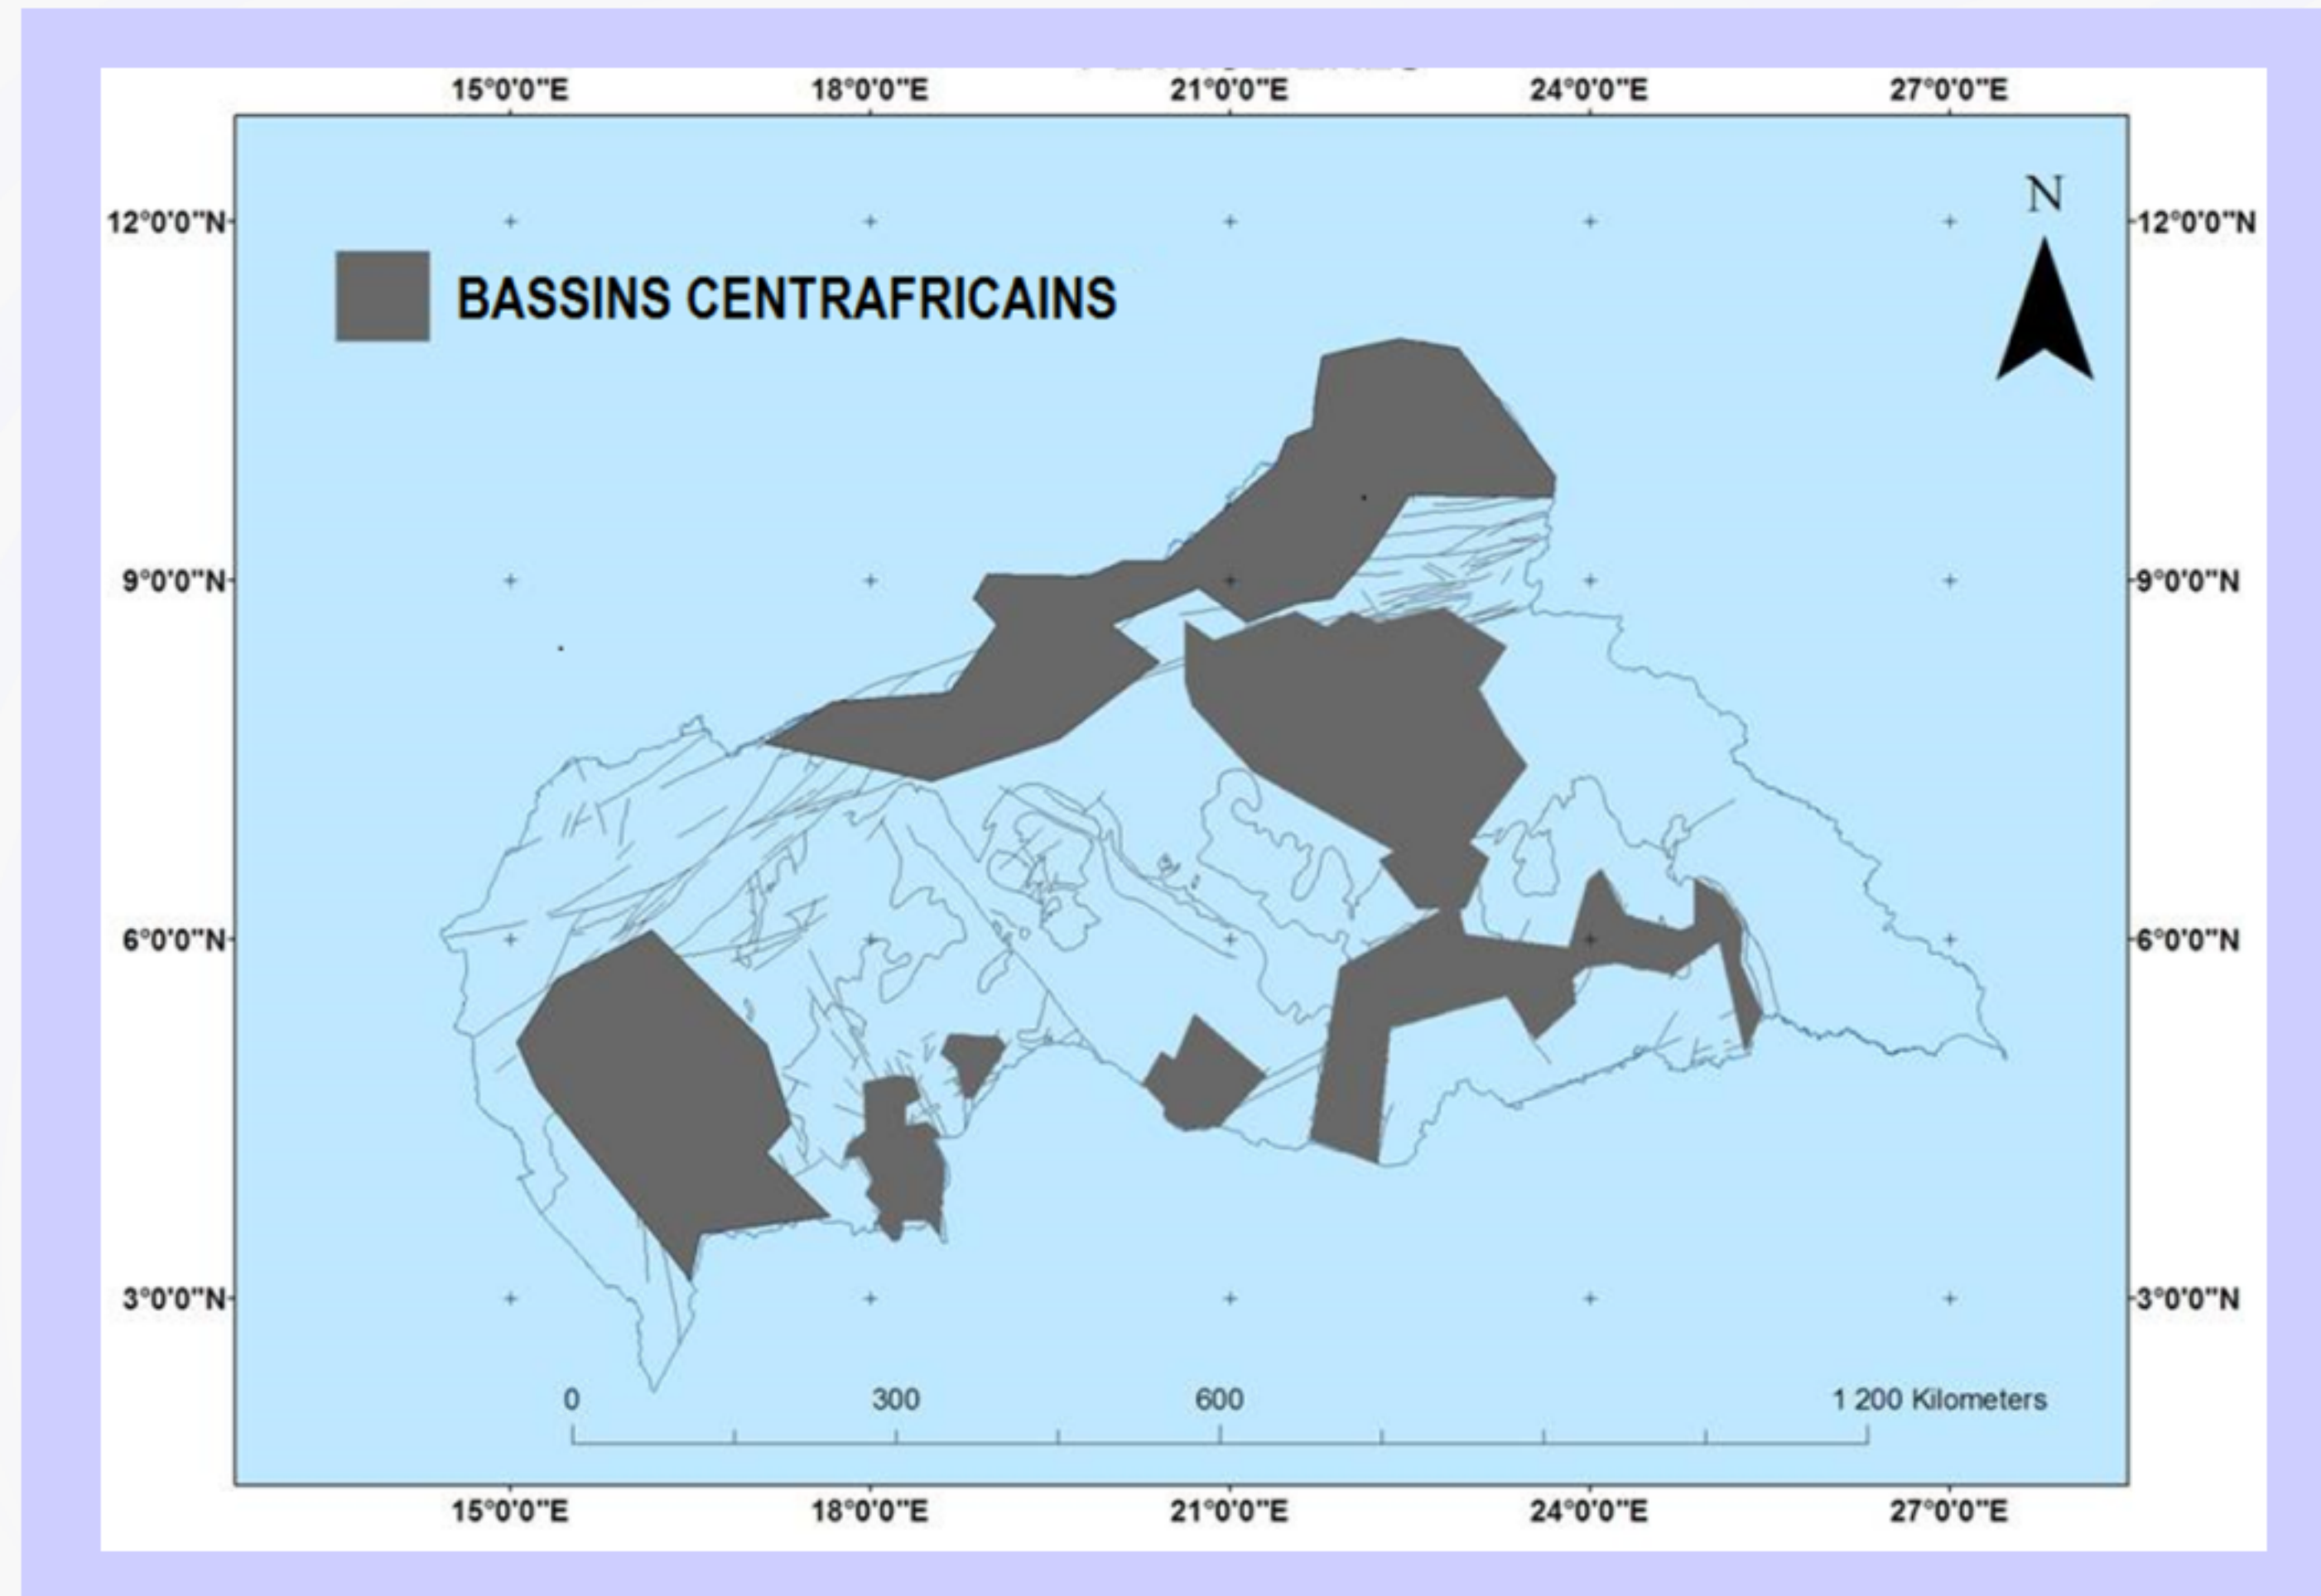 15°0'0"E 18°0'0"E 21°0'0"E 24°0'0"E 27°0'0"E
12°0'0"N 12°0'0"N
N
BASSINS CENTRAFRICAINS
9°0'0"N 9°0'0"N
6°0'0"N 6°0'0"N
3°0'0"N 3°0'0"N
0 300 600 1 200 Kilometers
15°0'0"E 18°0'0"E 21°0'0"E 24°0'0"E 27°0'0"E